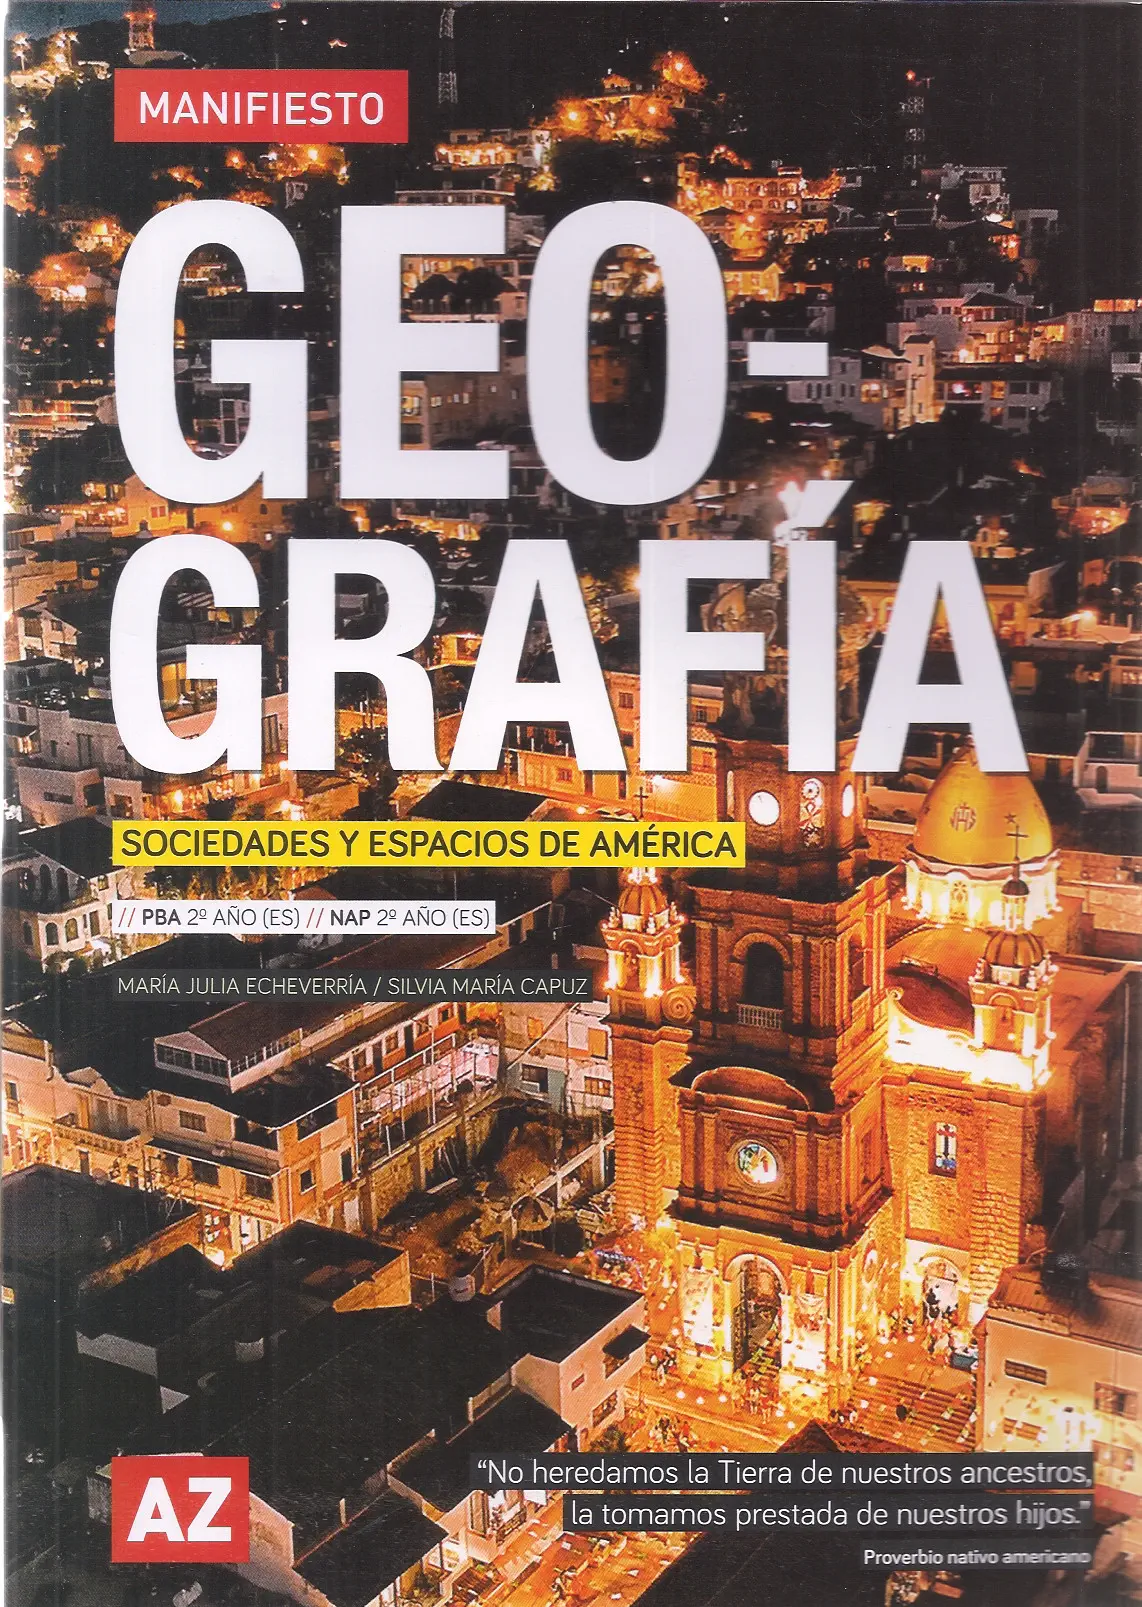 MANIFIESTO
GEO-
GRAFÍA
SOCIEDADES Y ESPACIOS DE AMÉRICA
// PBA 2º AÑO (ES) // NAP 2º AÑO (ES)
MARÍA JULIA ECHEVERRÍA / SILVIA MARÍA CAPUZ
JHS
AZ
“No heredamos la Tierra de nuestros ancestros,
la tomamos prestada de nuestros hijos.”
Proverbio nativo americano